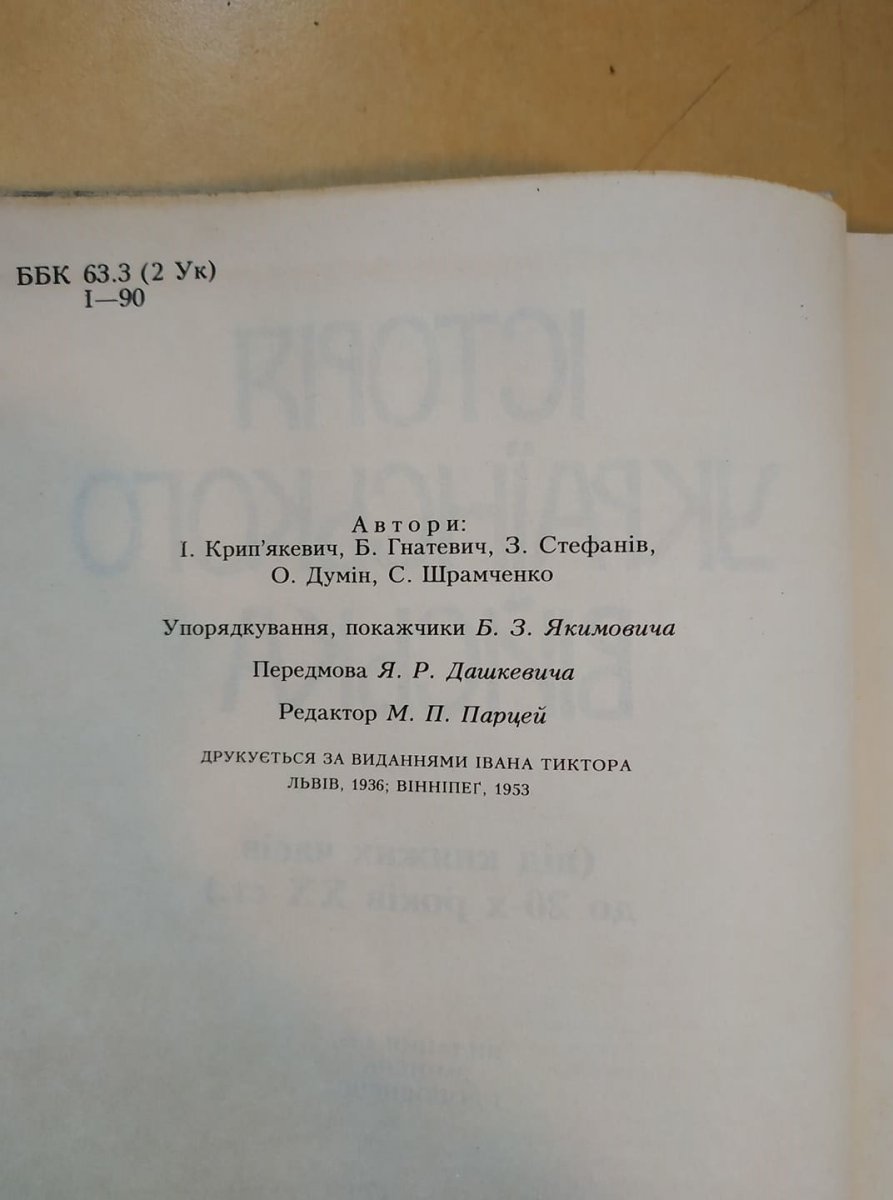 ББК 63.3 (2 Ук)
І—90
Автори:
І. Крип'якевич, Б. Гнатевич, З. Стефанів,
О. Думін, С. Шрамченко
Упорядкування, покажчики Б. З. Якимовича
Передмова Я. Р. Дашкевича
Редактор М. П. Парцей
ДРУКУЄТЬСЯ ЗА ВИДАННЯМИ ІВАНА ТИКТОРА
ЛЬВІВ, 1936; ВІННІПЕҐ, 1953